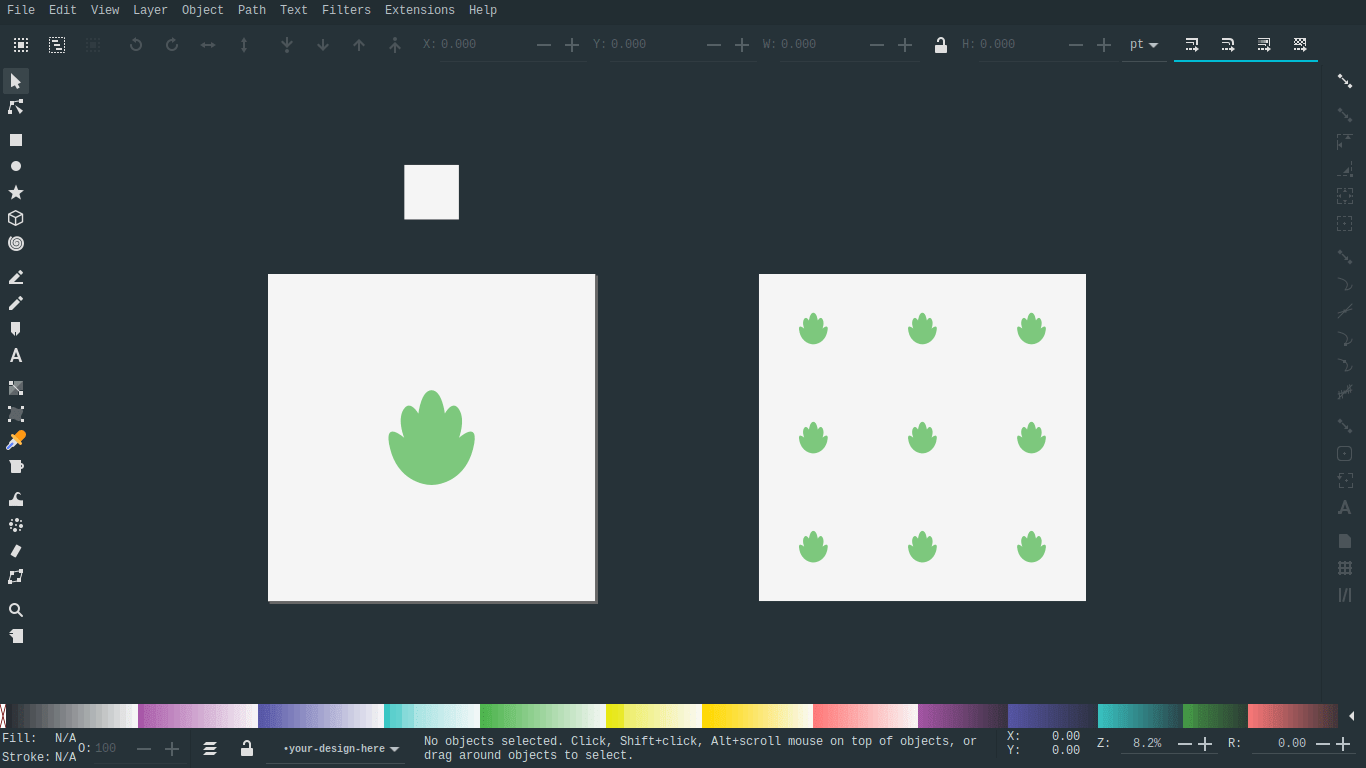 File Edit View Layer Object Path Text Filters Extensions Help
X: 0.000 Y: 0.000 W: 0.000 H: 0.000 pt
Fill: N/A
Stroke: N/A
O: 100
•your-design-here
No objects selected. Click, Shift+click, Alt+scroll mouse on top of objects, or
drag around objects to select.
X: 0.00
Y: 0.00
Z: 8.2%
R: 0.00